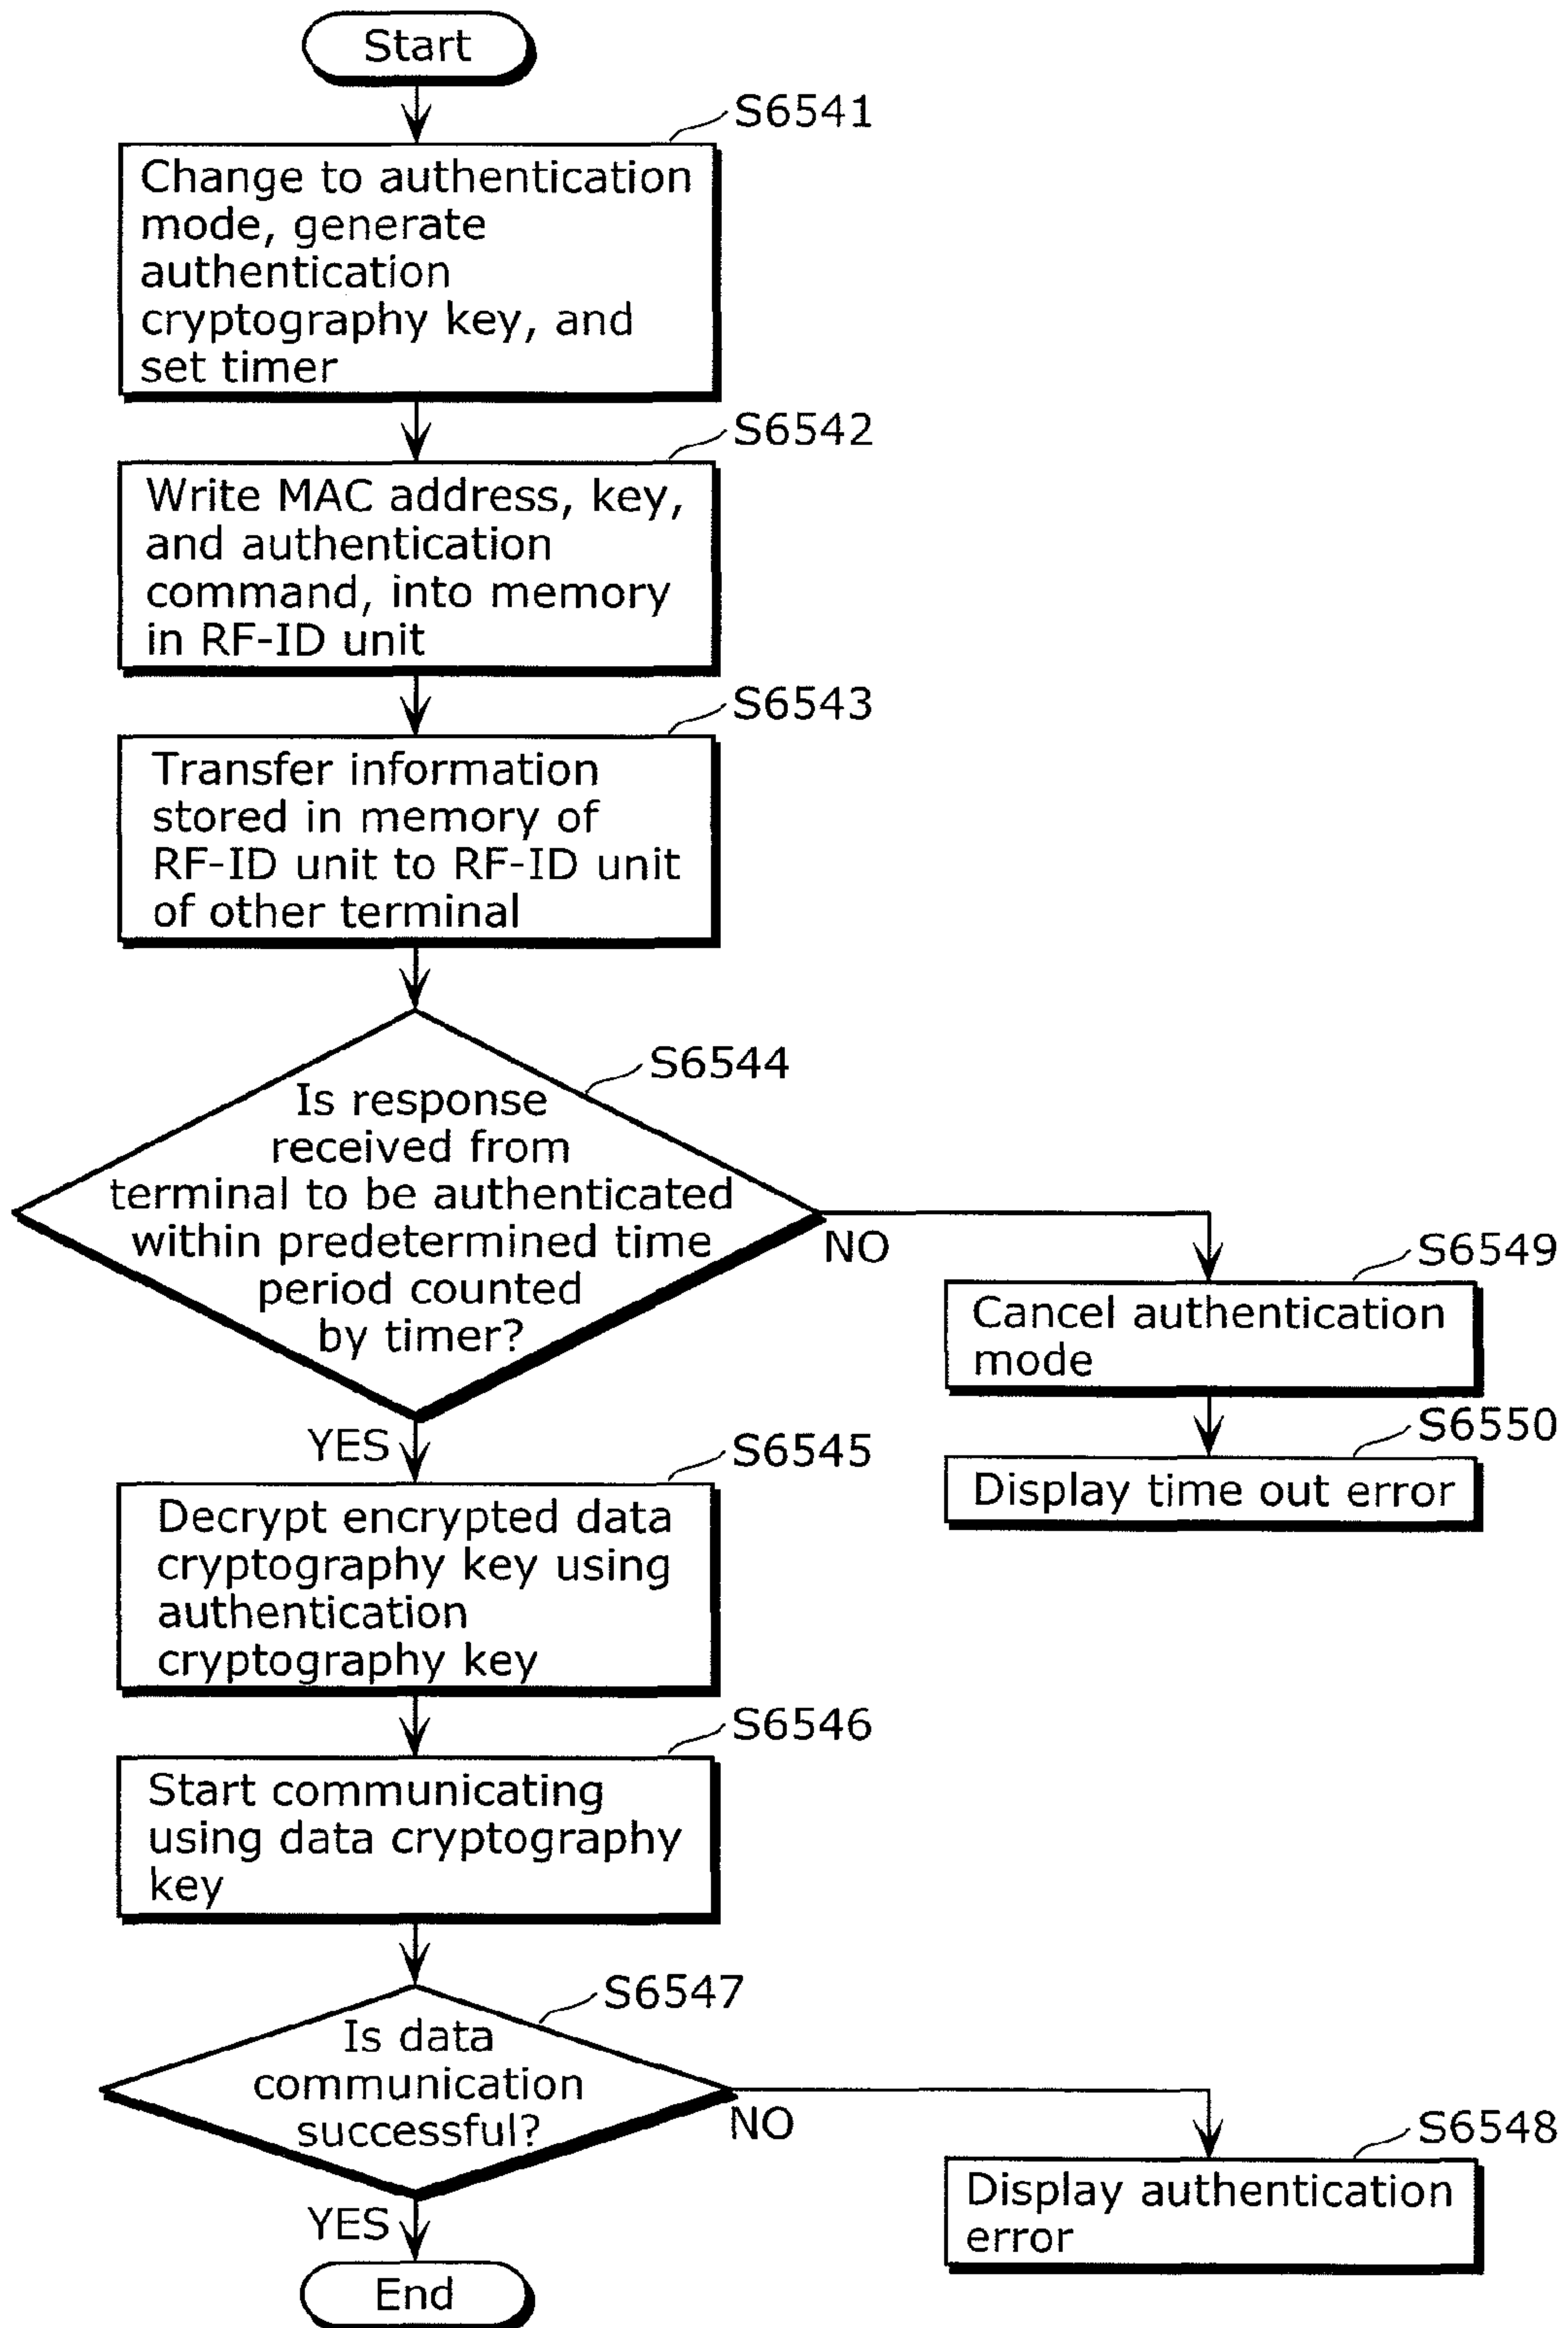 Start
S6541
Change to authentication
mode, generate
authentication
cryptography key, and
set timer
S6542
Write MAC address, key,
and authentication
command, into memory
in RF-ID unit
S6543
Transfer information
stored in memory of
RF-ID unit to RF-ID unit
of other terminal
S6544
Is response
received from
terminal to be authenticated
within predetermined time
period counted
by timer?
NO
S6549
Cancel authentication
mode
S6550
Display time out error
YES
S6545
Decrypt encrypted data
cryptography key using
authentication
cryptography key
S6546
Start communicating
using data cryptography
key
S6547
Is data
communication
successful?
NO
S6548
Display authentication
error
YES
End